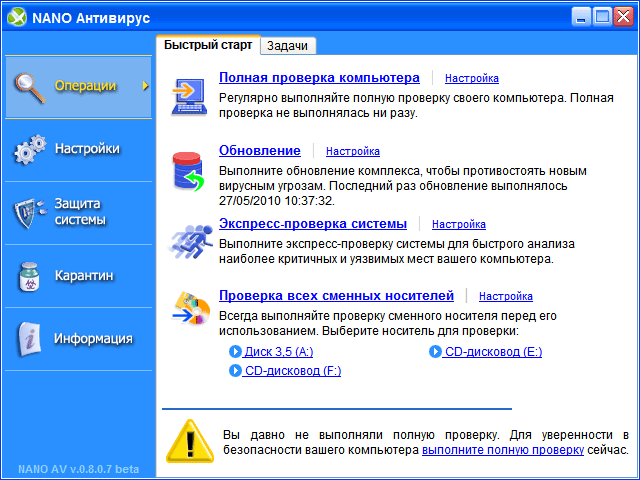 NANO Антивирус
Быстрый старт
Задачи
Операции
Настройки
Защита
системы
Карантин
Информация
NANO AV v.0.8.0.7 beta
Полная проверка компьютера
Настройка
Регулярно выполняйте полную проверку своего компьютера. Полная
проверка не выполнялась ни разу.
Обновление
Настройка
Выполните обновление комплекса, чтобы противостоять новым
вирусным угрозам. Последний раз обновление выполнялось
27/05/2010 10:37:32.
Экспресс-проверка системы
Настройка
Выполните экспресс-проверку системы для быстрого анализа
наиболее критичных и уязвимых мест вашего компьютера.
Проверка всех сменных носителей
Настройка
Всегда выполняйте проверку сменного носителя перед его
использованием. Выберите носитель для проверки:
Диск 3,5 (A:)
CD-дисковод (E:)
CD-дисковод (F:)
Вы давно не выполняли полную проверку. Для уверенности в
безопасности вашего компьютера выполните полную проверку сейчас.